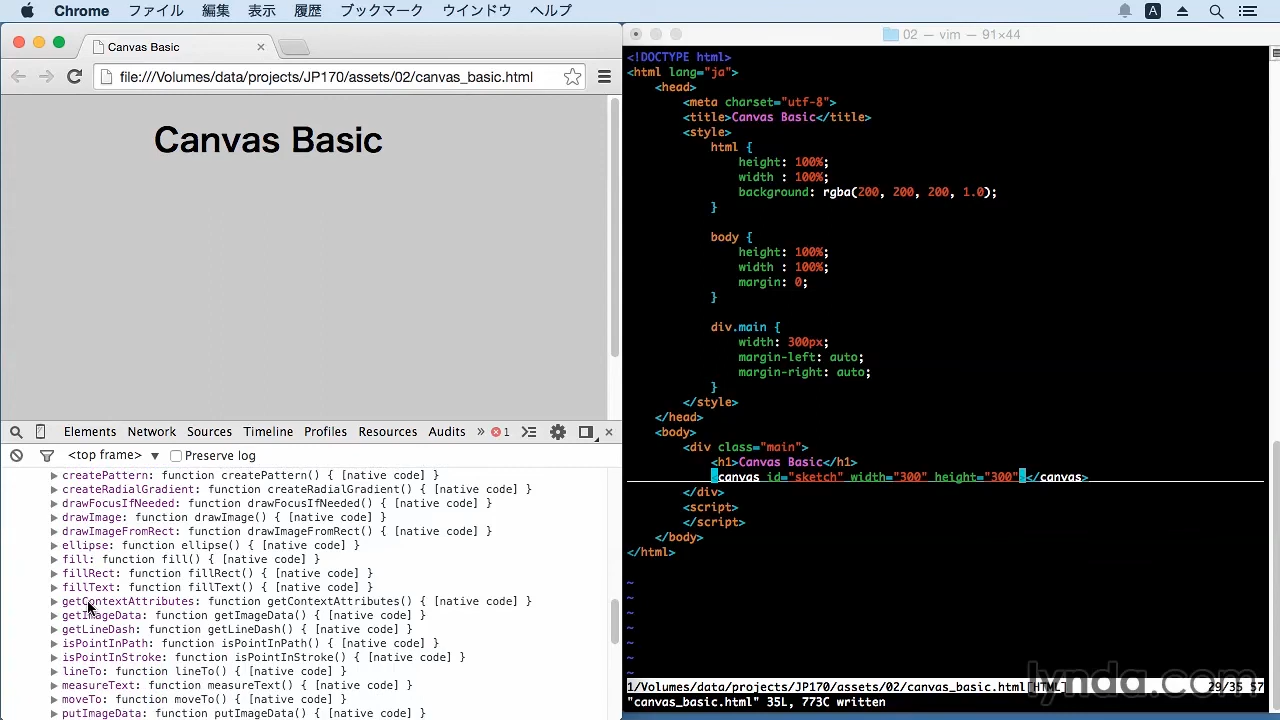 Chrome ファイル 編集 表示 履歴 ブックマーク ウインドウ ヘルプ A
Canvas Basic ×
file:///Volumes/data/projects/JP170/assets/02/canvas_basic.html
Canvas Basic
Elements Network Sources Timeline Profiles Resources Audits » 1 ×
<top frame> ▼ Preserve log
createPattern: function createPattern() { [native code] }
createRadialGradient: function createRadialGradient() { [native code] }
drawFocusIfNeeded: function drawFocusIfNeeded() { [native code] }
drawImage: function drawImage() { [native code] }
drawImageFromRect: function drawImageFromRect() { [native code] }
ellipse: function ellipse() { [native code] }
fill: function fill() { [native code] }
fillRect: function fillRect() { [native code] }
fillText: function fillText() { [native code] }
getContextAttributes: function getContextAttributes() { [native code] }
getImageData: function getImageData() { [native code] }
getLineDash: function getLineDash() { [native code] }
isPointInPath: function isPointInPath() { [native code] }
isPointInStroke: function isPointInStroke() { [native code] }
lineTo: function lineTo() { [native code] }
measureText: function measureText() { [native code] }
moveTo: function moveTo() { [native code] }
putImageData: function putImageData() { [native code] }
02 — vim — 91×44
<!DOCTYPE html>
<html lang="ja">
<head>
<meta charset="utf-8">
<title>Canvas Basic</title>
<style>
html {
height: 100%;
width : 100%;
background: rgba(200, 200, 200, 1.0);
}
body {
height: 100%;
width : 100%;
margin: 0;
}
div.main {
width: 300px;
margin-left: auto;
margin-right: auto;
}
</style>
</head>
<body>
<div class="main">
<h1>Canvas Basic</h1>
<canvas id="sketch" width="300" height="300"></canvas>
</div>
<script>
</script>
</body>
</html>
~
~
~
~
~
~
~
1/Volumes/data/projects/JP170/assets/02/canvas_basic.html[HTML] 29/35 57
"canvas_basic.html" 35L, 773C written
lynda.com